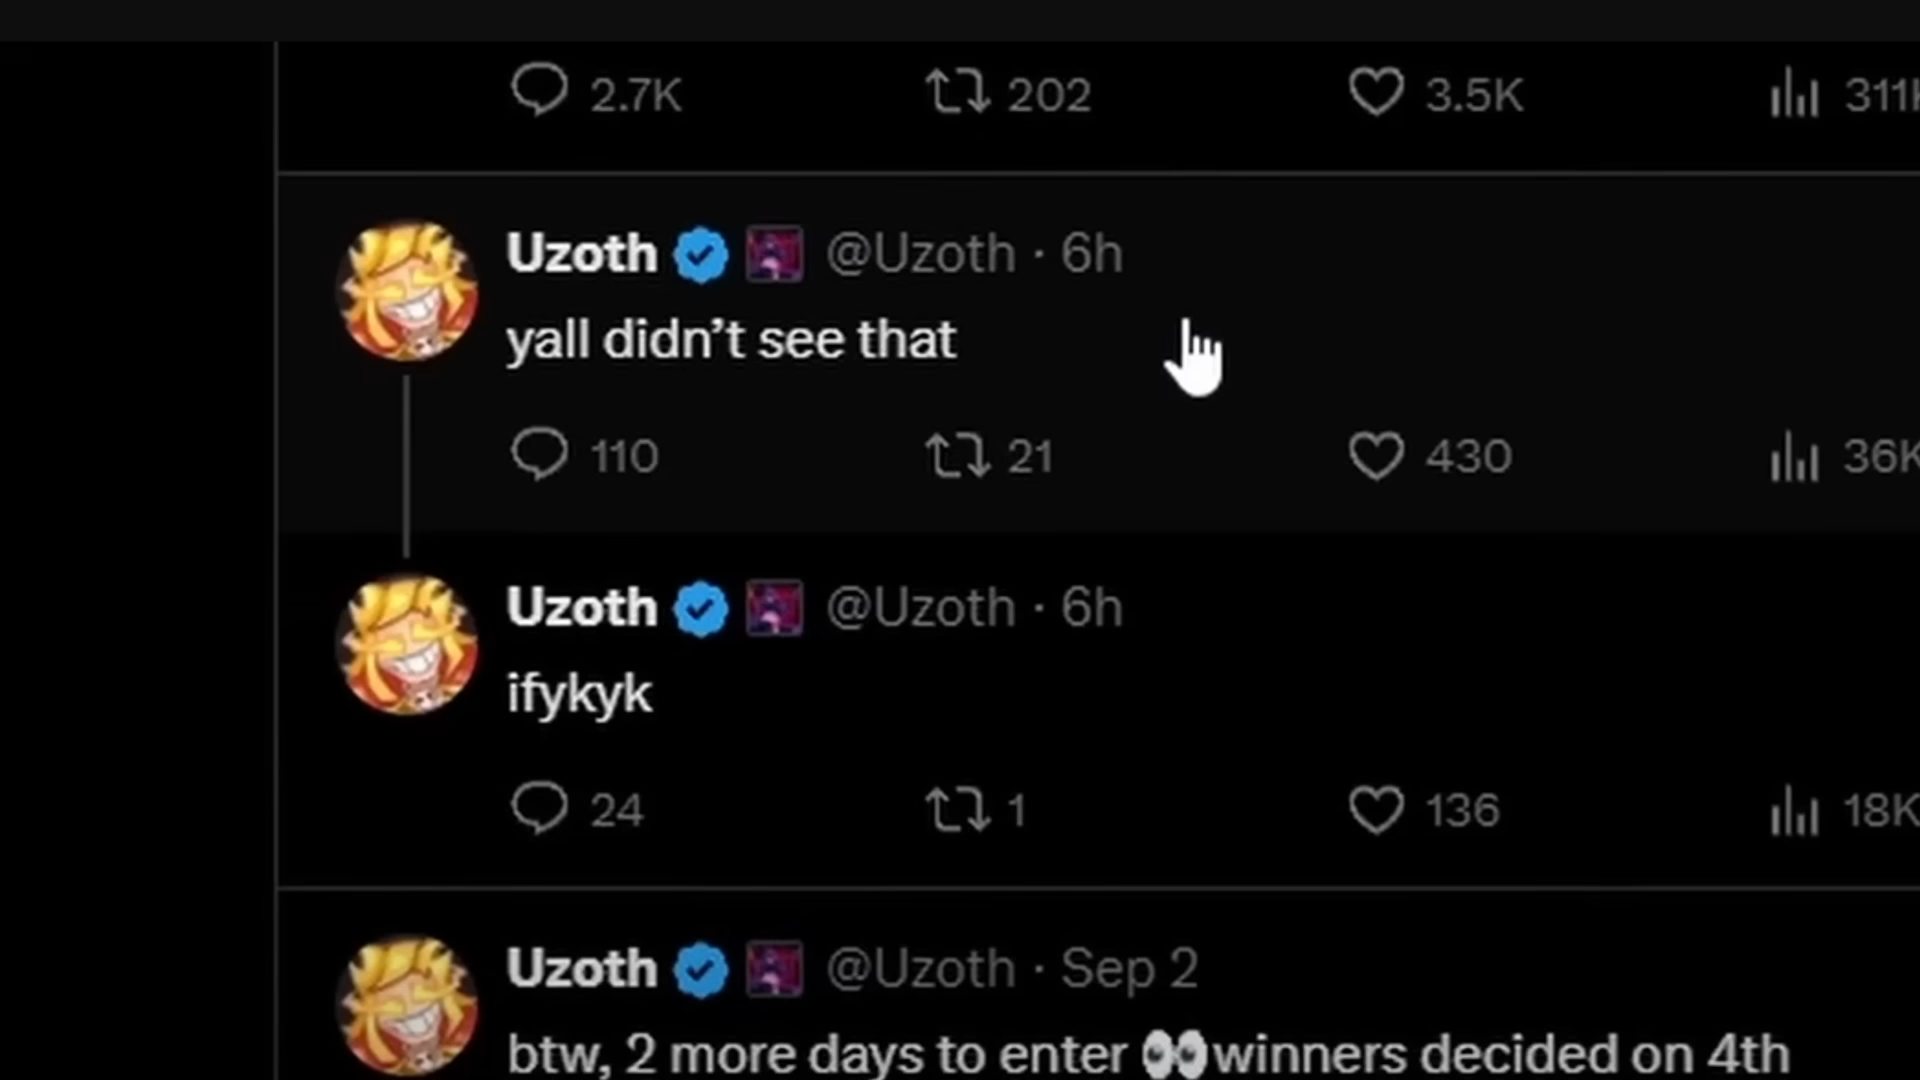 2.7K 202 3.5K 311K
Uzoth @Uzoth · 6h
yall didn’t see that
110 21 430 36K
Uzoth @Uzoth · 6h
ifykyk
24 1 136 18K
Uzoth @Uzoth · Sep 2
btw, 2 more days to enter 👀winners decided on 4th